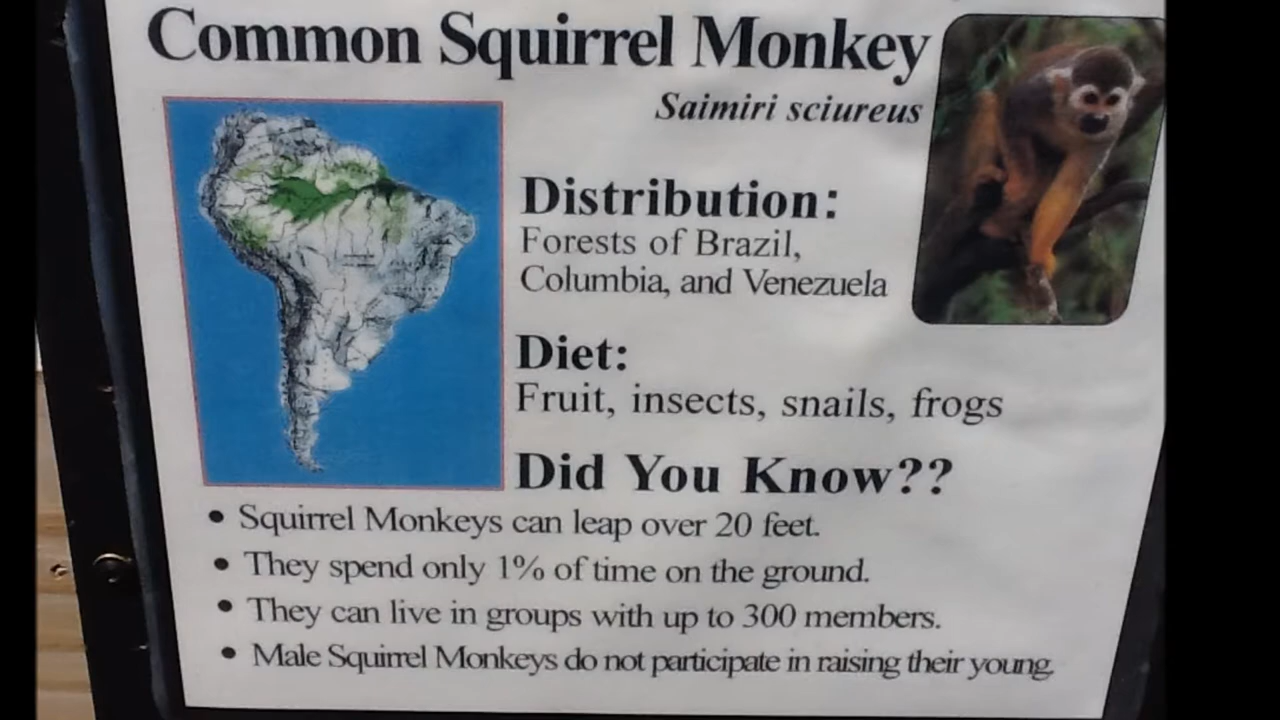 Common Squirrel Monkey
Saimiri sciureus
Distribution:
Forests of Brazil,
Columbia, and Venezuela
Diet:
Fruit, insects, snails, frogs
Did You Know??
• Squirrel Monkeys can leap over 20 feet.
• They spend only 1% of time on the ground.
• They can live in groups with up to 300 members.
• Male Squirrel Monkeys do not participate in raising their young.